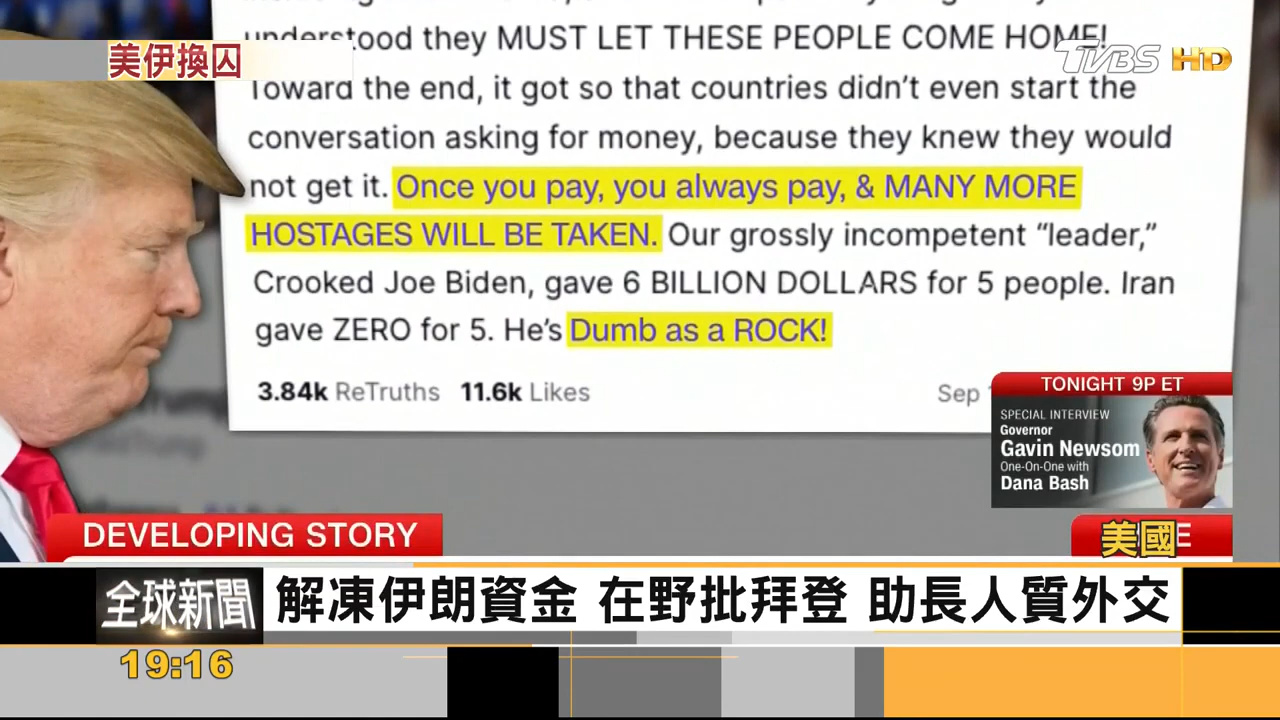 understood they MUST LET THESE PEOPLE COME HOME!
美伊換囚
TVBS HD
Toward the end, it got so that countries didn't even start the
conversation asking for money, because they knew they would
not get it. Once you pay, you always pay, & MANY MORE
HOSTAGES WILL BE TAKEN. Our grossly incompetent “leader,”
Crooked Joe Biden, gave 6 BILLION DOLLARS for 5 people. Iran
gave ZERO for 5. He's Dumb as a ROCK!
3.84k ReTruths 11.6k Likes
Sep
TONIGHT 9P ET
SPECIAL INTERVIEW
Governor
Gavin Newsom
One-On-One with
Dana Bash
DEVELOPING STORY
美國
全球新聞
解凍伊朗資金 在野批拜登 助長人質外交
19:16